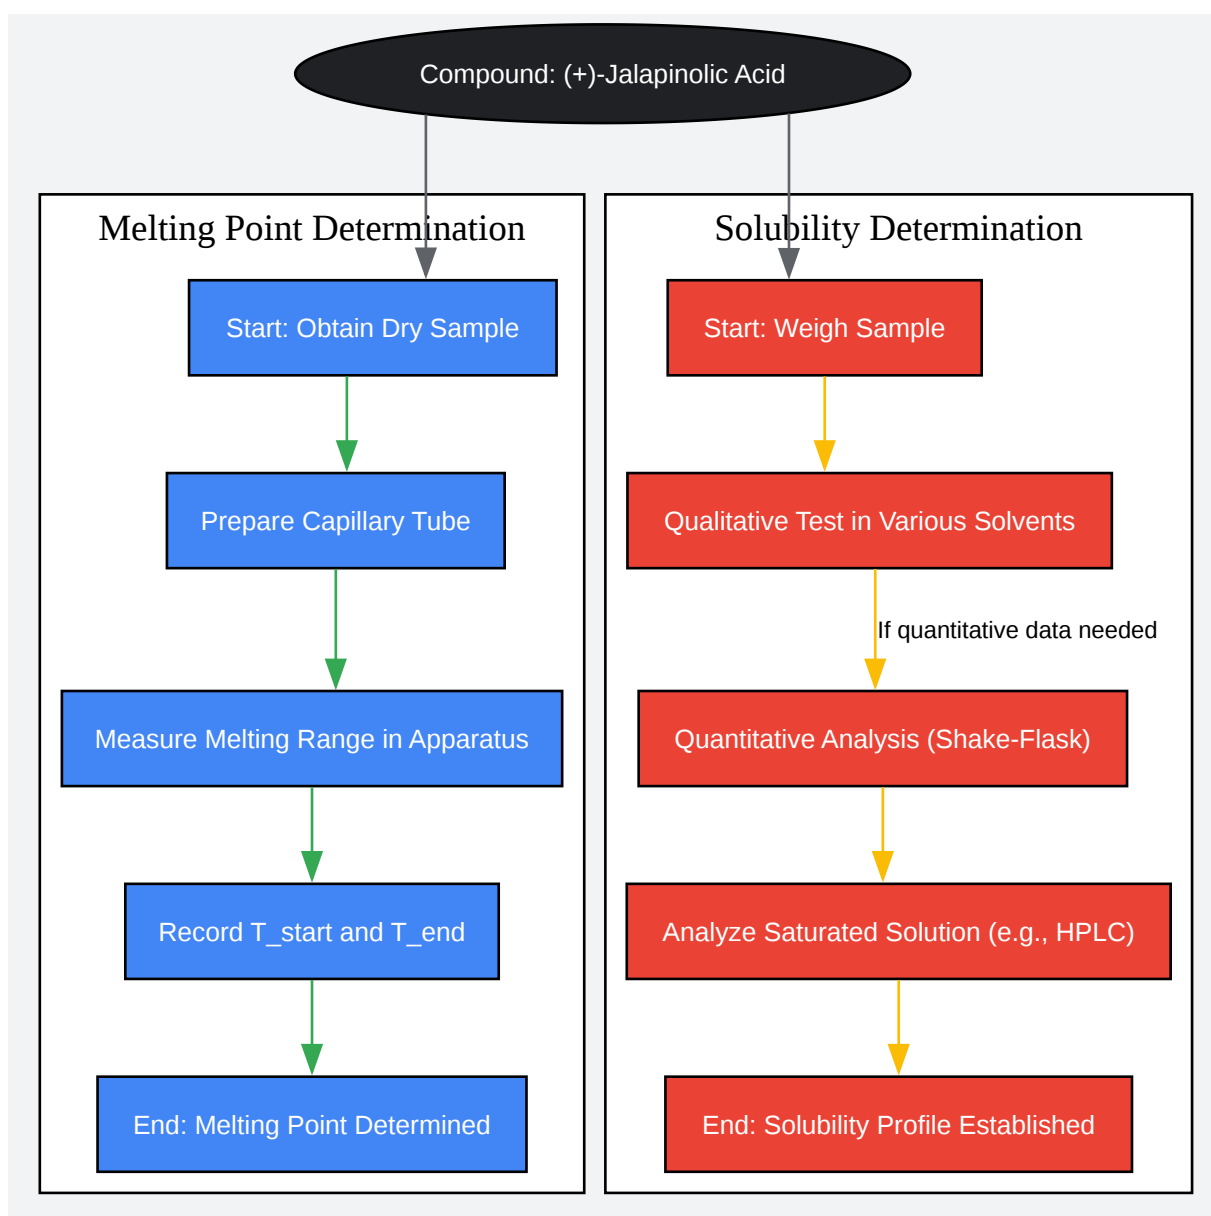 Compound: (+)-Jalapinolic Acid
Melting Point Determination
Start: Obtain Dry Sample
Prepare Capillary Tube
Measure Melting Range in Apparatus
Record T_start and T_end
End: Melting Point Determined
Solubility Determination
Start: Weigh Sample
Qualitative Test in Various Solvents
If quantitative data needed
Quantitative Analysis (Shake-Flask)
Analyze Saturated Solution (e.g., HPLC)
End: Solubility Profile Established